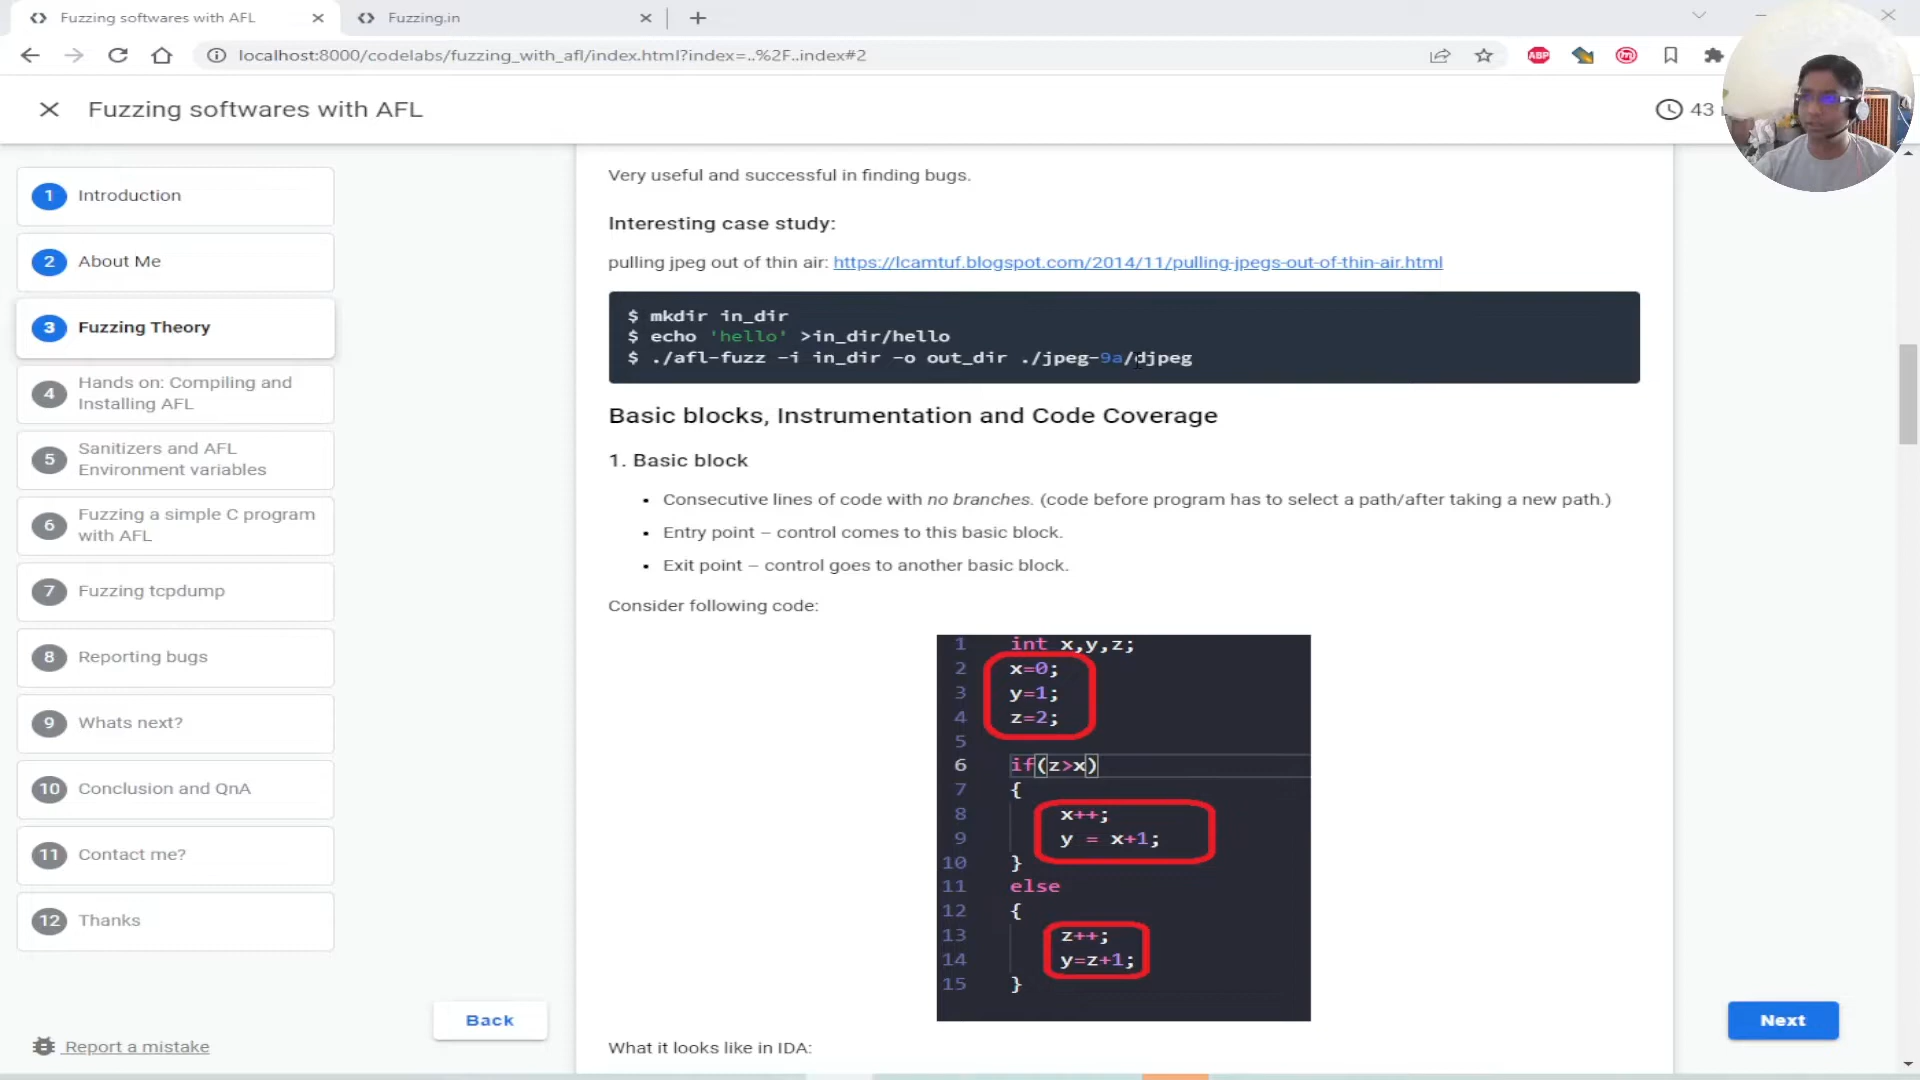 Fuzzing softwares with AFL
Fuzzing.in
localhost:8000/codelabs/fuzzing_with_afl/index.html?index=..%2F..index#2
ABP
Fuzzing softwares with AFL
43
1 Introduction
2 About Me
3 Fuzzing Theory
4 Hands on: Compiling and
Installing AFL
5 Sanitizers and AFL
Environment variables
6 Fuzzing a simple C program
with AFL
7 Fuzzing tcpdump
8 Reporting bugs
9 Whats next?
10 Conclusion and QnA
11 Contact me?
12 Thanks
Report a mistake
Very useful and successful in finding bugs.
Interesting case study:
pulling jpeg out of thin air: https://lcamtuf.blogspot.com/2014/11/pulling-jpegs-out-of-thin-air.html
$ mkdir in_dir
$ echo 'hello' >in_dir/hello
$ ./afl-fuzz -i in_dir -o out_dir ./jpeg-9a/djpeg
Basic blocks, Instrumentation and Code Coverage
1. Basic block
• Consecutive lines of code with no branches. (code before program has to select a path/after taking a new path.)
• Entry point – control comes to this basic block.
• Exit point – control goes to another basic block.
Consider following code:
1 int x,y,z;
2 x=0;
3 y=1;
4 z=2;
5
6 if(z>x)
7 {
8 x++;
9 y = x+1;
10 }
11 else
12 {
13 z++;
14 y=z+1;
15 }
What it looks like in IDA:
Back
Next